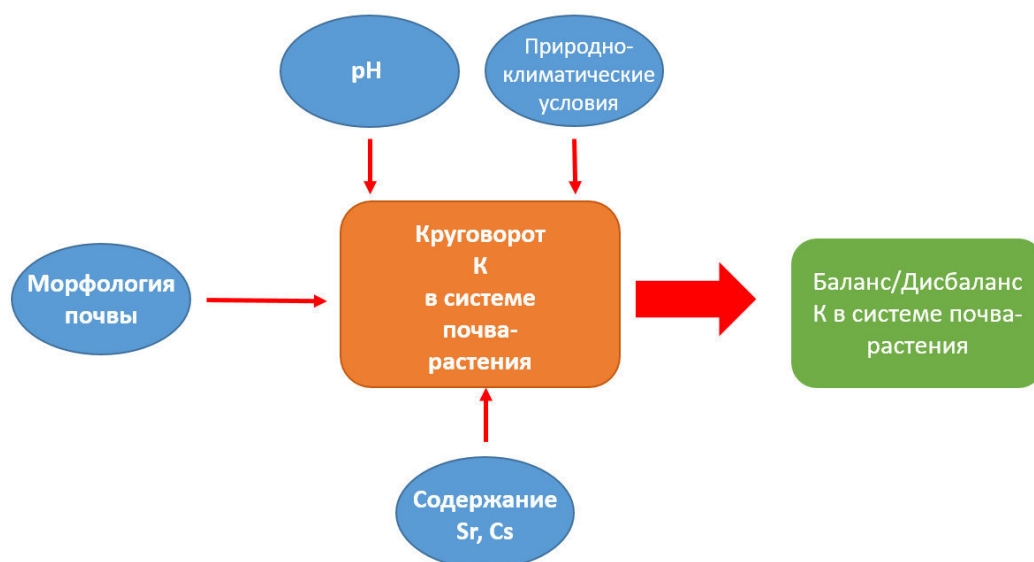 pH
Природно-
климатические
условия
Морфология
почвы
Круговорот
К
в системе
почва-
растения
Баланс/Дисбаланс
К в системе почва-
растения
Содержание
Sr, Cs